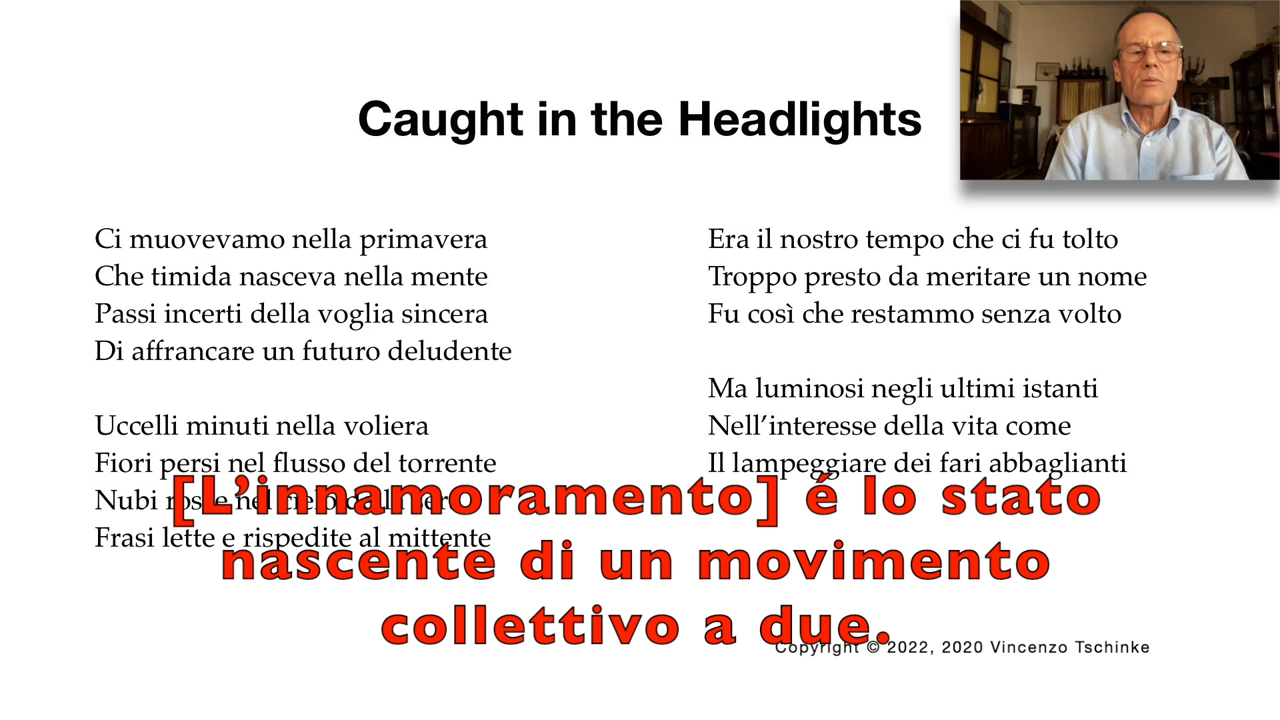 Caught in the Headlights
Ci muovevamo nella primavera
Che timida nasceva nella mente
Passi incerti della voglia sincera
Di affrancare un futuro deludente
Uccelli minuti nella voliera
Fiori persi nel flusso del torrente
Nubi rosse nel cielo
Frasi lette e rispedite al mittente
Era il nostro tempo che ci fu tolto
Troppo presto da meritare un nome
Fu così che restammo senza volto
Ma luminosi negli ultimi istanti
Nell’interesse della vita come
Il lampeggiare dei fari abbaglianti
[L’innamoramento] é lo stato
nascente di un movimento
collettivo a due.
Copyright © 2022, 2020 Vincenzo Tschinke